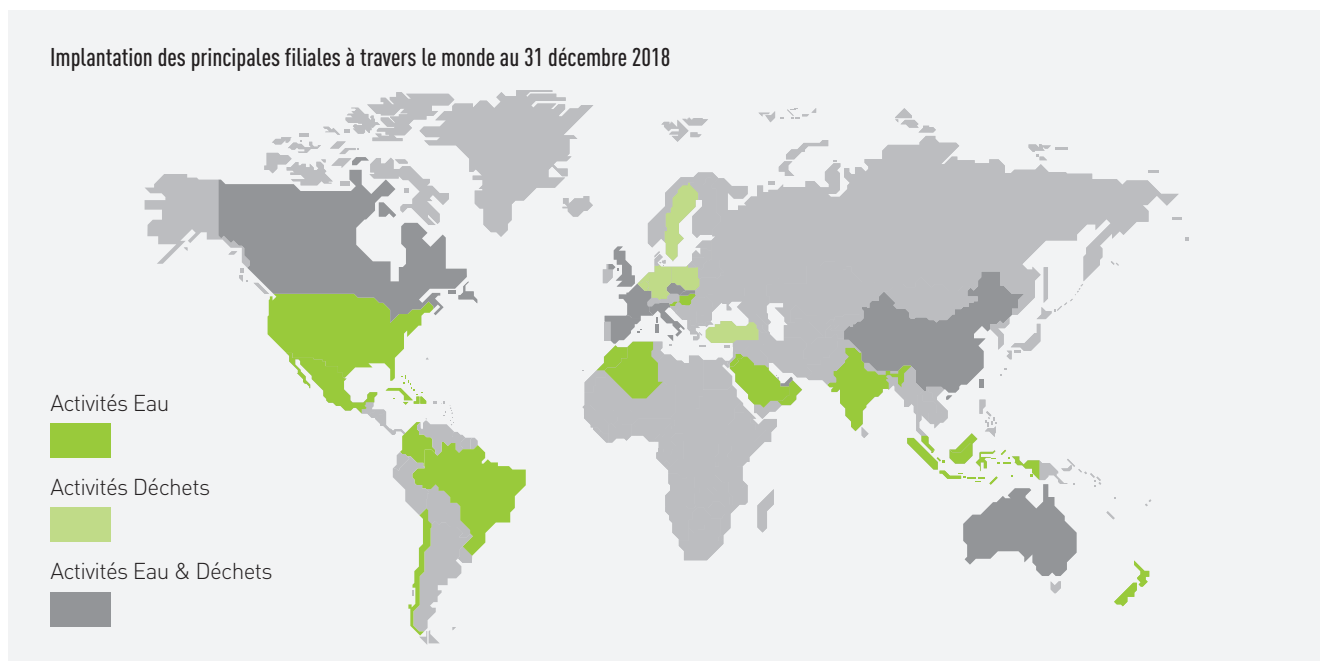 Implantation des principales filiales à travers le monde au 31 décembre 2018
Activités Eau
Activités Déchets
Activités Eau & Déchets